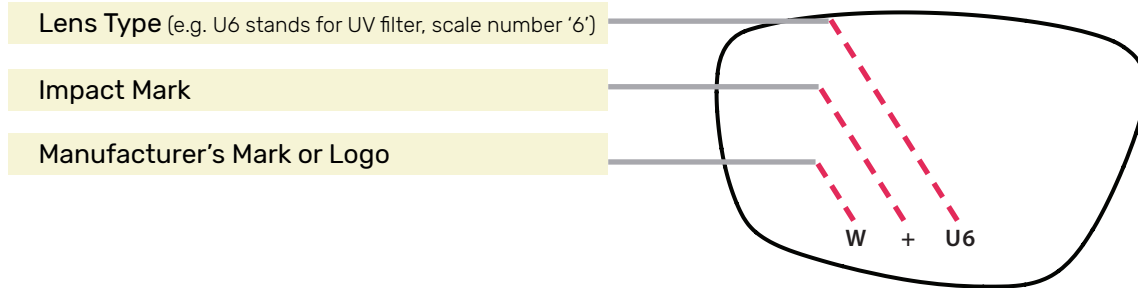 Lens Type (e.g. U6 stands for UV filter, scale number ‘6’)
Impact Mark
Manufacturer’s Mark or Logo
W + U6